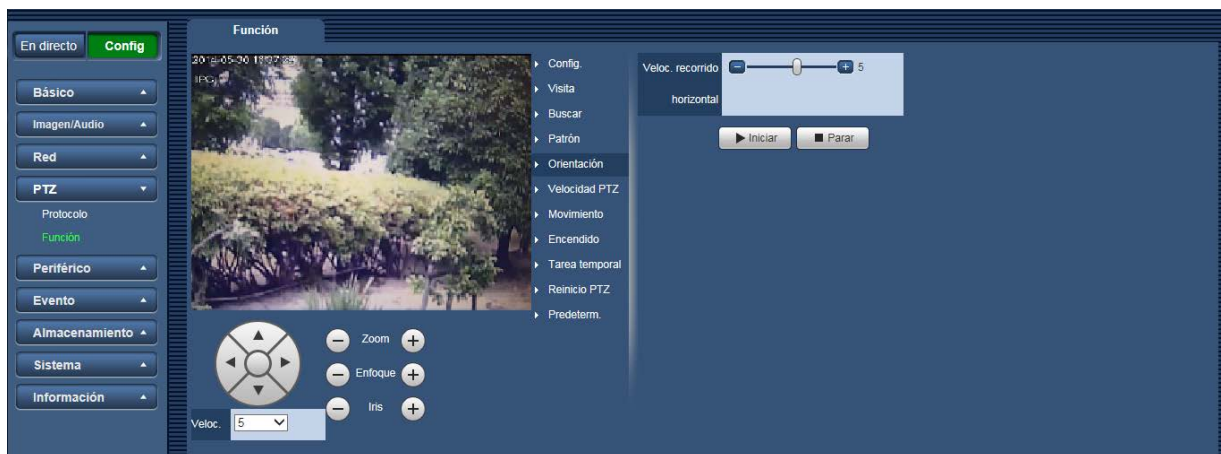 Función
En directo
Config
Básico
Imagen/Audio
Red
PTZ
Protocolo
Función
Periférico
Evento
Almacenamiento
Sistema
Información
IPC
Config.
Visita
Buscar
Patrón
Orientación
Velocidad PTZ
Movimiento
Encendido
Tarea temporal
Reinicio PTZ
Predeterm.
Zoom
Enfoque
Iris
Veloc. 5
Veloc. recorrido
horizontal
5
Iniciar
Parar